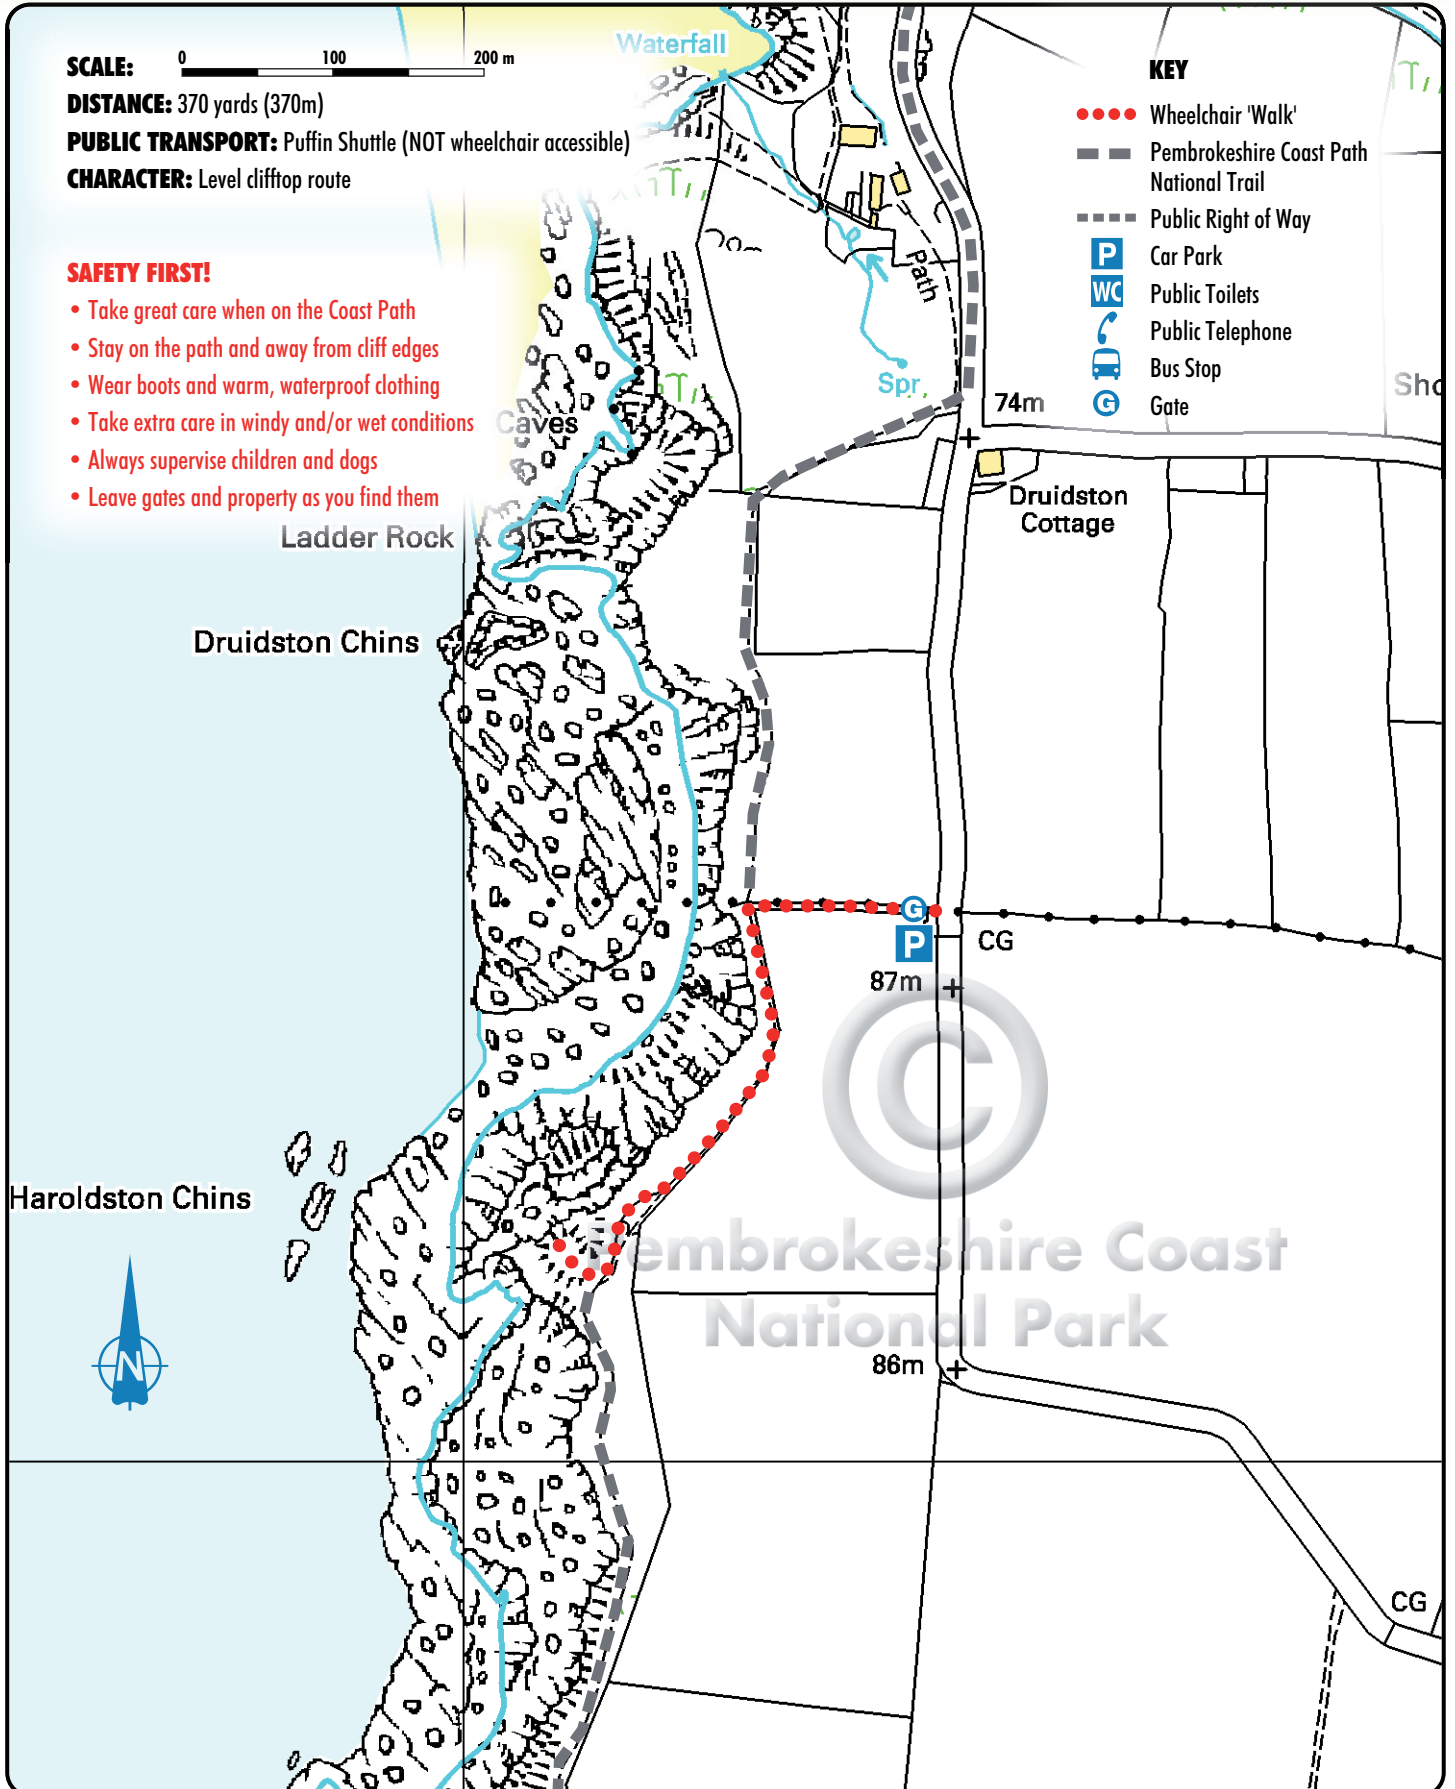 Waterfall
SCALE: 0 100 200 m
DISTANCE: 370 yards (370m)
PUBLIC TRANSPORT: Puffin Shuttle (NOT wheelchair accessible)
CHARACTER: Level clifftop route
SAFETY FIRST!
• Take great care when on the Coast Path
• Stay on the path and away from cliff edges
• Wear boots and warm, waterproof clothing
• Take extra care in windy and/or wet conditions
• Always supervise children and dogs
• Leave gates and property as you find them
KEY
Wheelchair 'Walk'
Pembrokeshire Coast Path
National Trail
Public Right of Way
P Car Park
WC Public Toilets
Public Telephone
Bus Stop
G Gate
Path
Spr
74m
Sho
Caves
Druidston
Cottage
Ladder Rock
Druidston Chins
G
P
CG
87m
©
Haroldston Chins
Pembrokeshire Coast
National Park
N
86m
CG